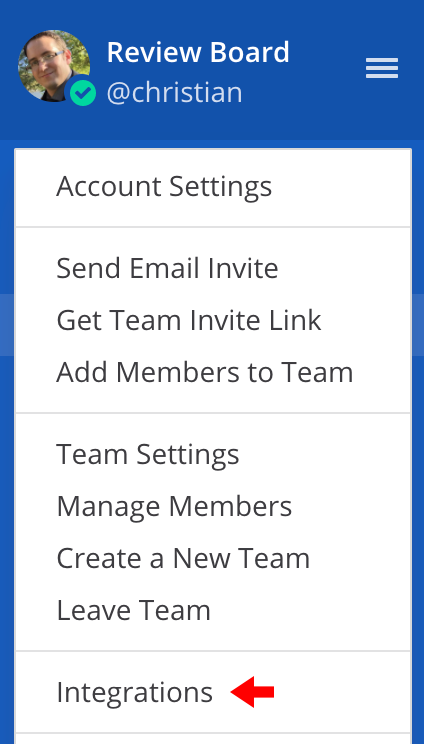 Review Board
@christian
Account Settings
Send Email Invite
Get Team Invite Link
Add Members to Team
Team Settings
Manage Members
Create a New Team
Leave Team
Integrations